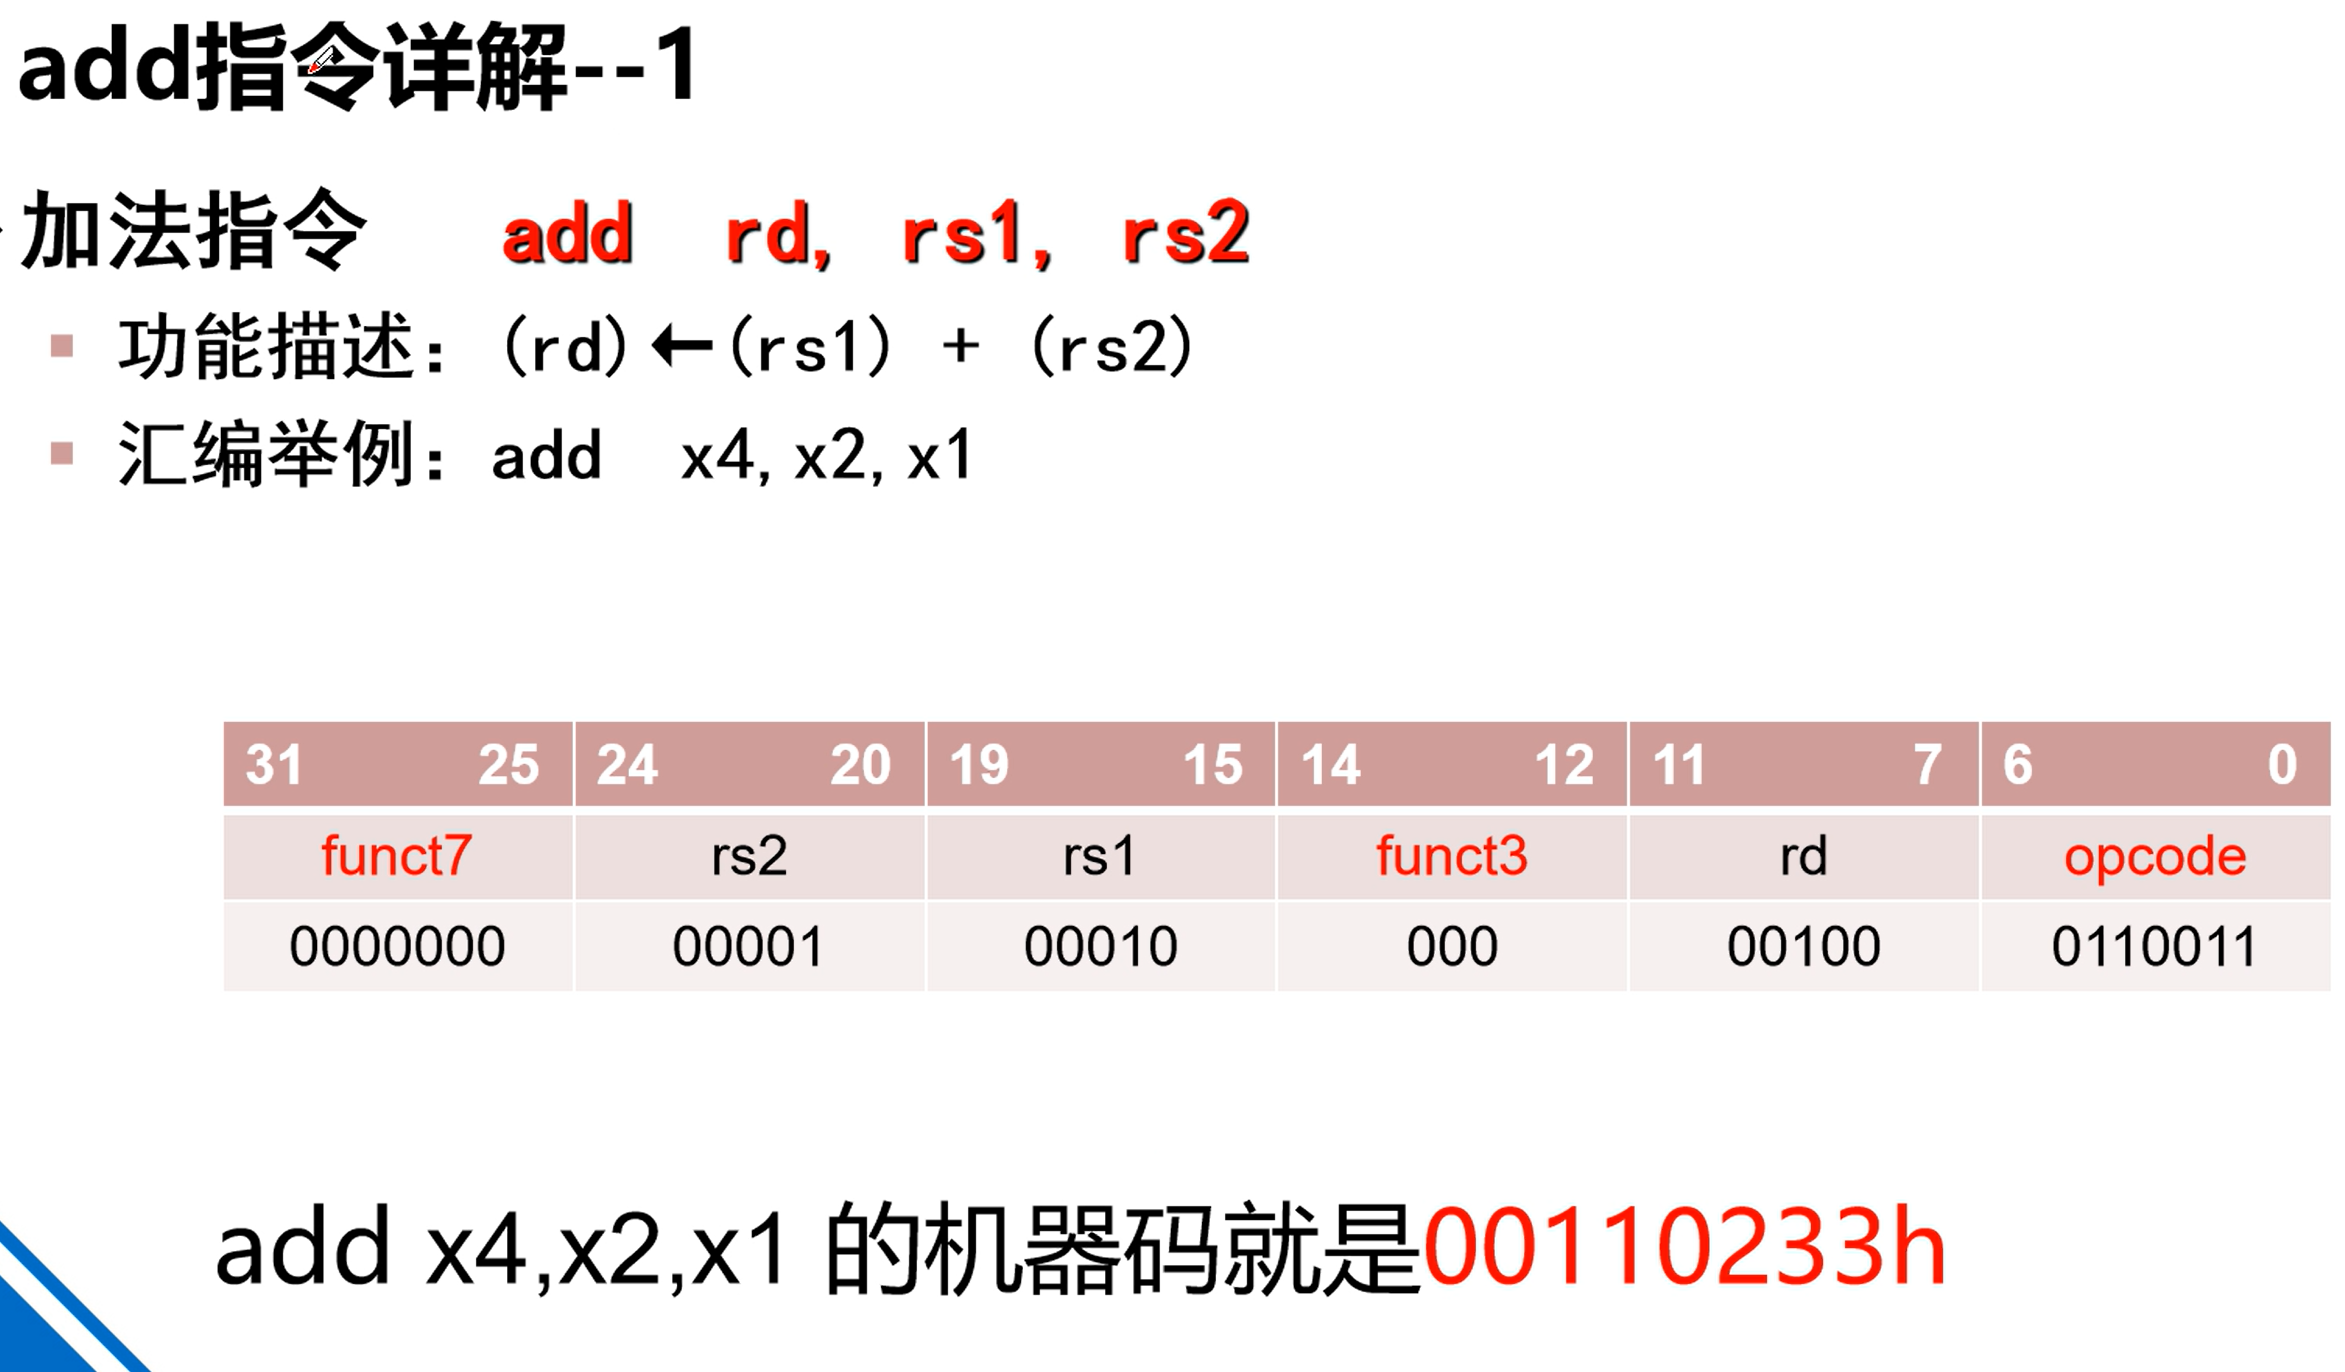 add指令详解--1
加法指令 add rd, rs1, rs2
功能描述：(rd)←(rs1) + (rs2)
汇编举例：add x4, x2, x1
31 25 24 20 19 15 14 12 11 7 6 0
funct7 rs2 rs1 funct3 rd opcode
0000000 00001 00010 000 00100 0110011
add x4,x2,x1 的机器码就是00110233h